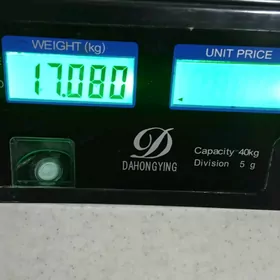 WEIGHT (kg)
UNIT PRICE
17.080
D
DAHONGYING
Capacity 40kg
Division 5 g